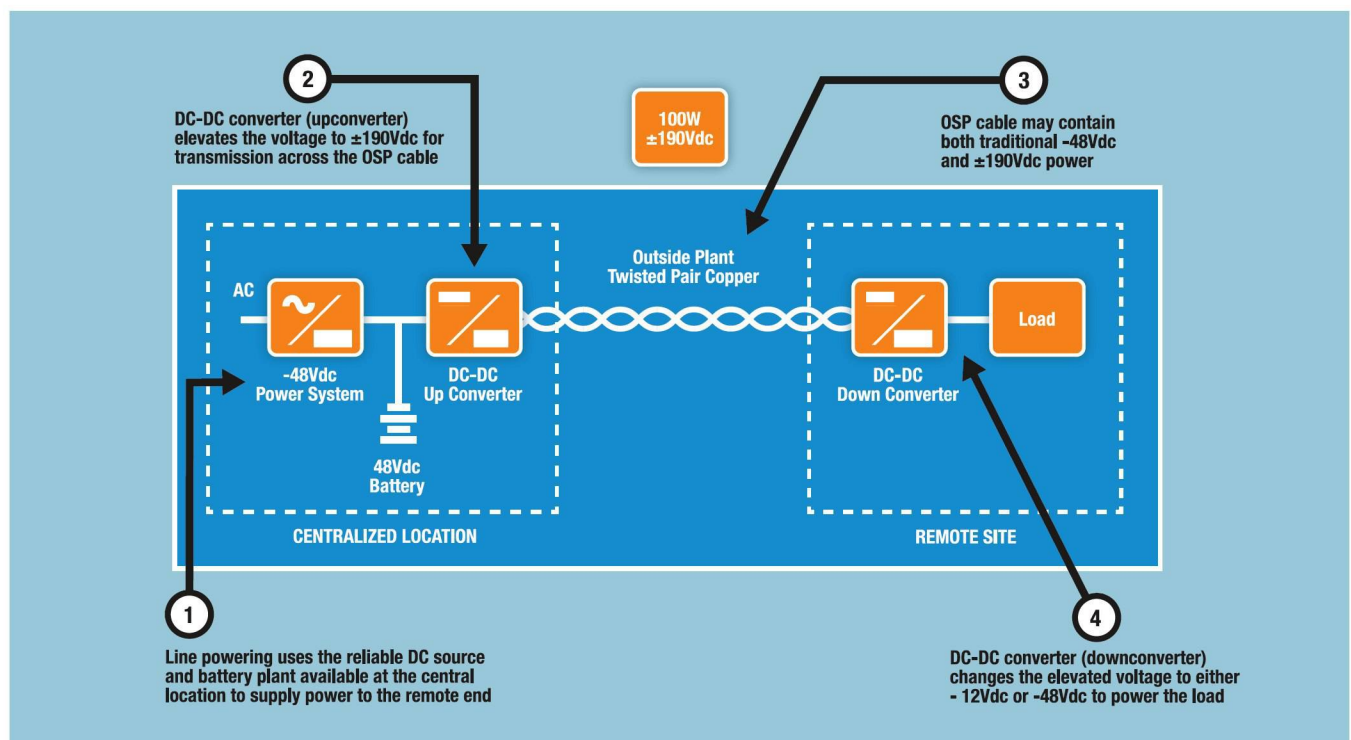 2
DC-DC converter (upconverter)
elevates the voltage to ±190Vdc for
transmission across the OSP cable
100W
±190Vdc
3
OSP cable may contain
both traditional -48Vdc
and ±190Vdc power
AC
-48Vdc
Power System
DC-DC
Up Converter
48Vdc
Battery
CENTRALIZED LOCATION
Outside Plant
Twisted Pair Copper
DC-DC
Down Converter
Load
REMOTE SITE
1
Line powering uses the reliable DC source
and battery plant available at the central
location to supply power to the remote end
4
DC-DC converter (downconverter)
changes the elevated voltage to either
- 12Vdc or -48Vdc to power the load